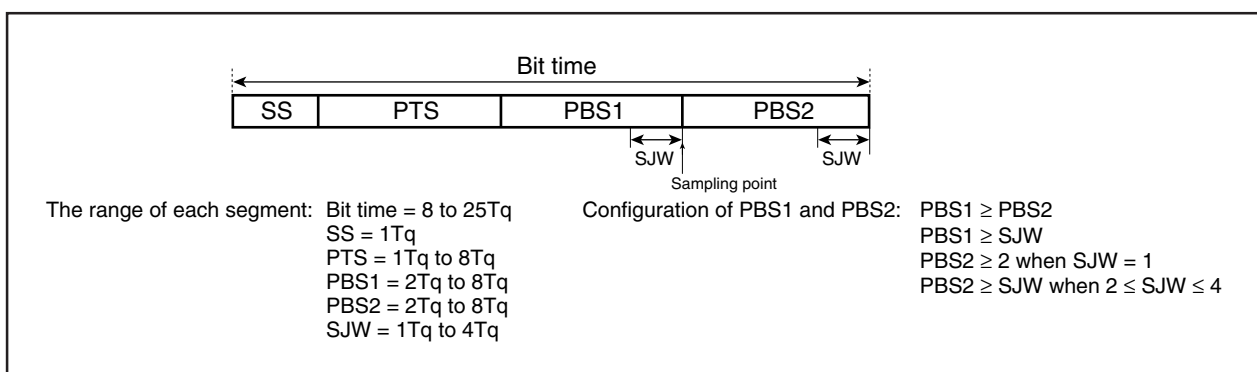 Bit time
SS PTS PBS1 PBS2
SJW SJW
Sampling point
The range of each segment: Bit time = 8 to 25Tq
SS = 1Tq
PTS = 1Tq to 8Tq
PBS1 = 2Tq to 8Tq
PBS2 = 2Tq to 8Tq
SJW = 1Tq to 4Tq
Configuration of PBS1 and PBS2: PBS1 ≥ PBS2
PBS1 ≥ SJW
PBS2 ≥ 2 when SJW = 1
PBS2 ≥ SJW when 2 ≤ SJW ≤ 4